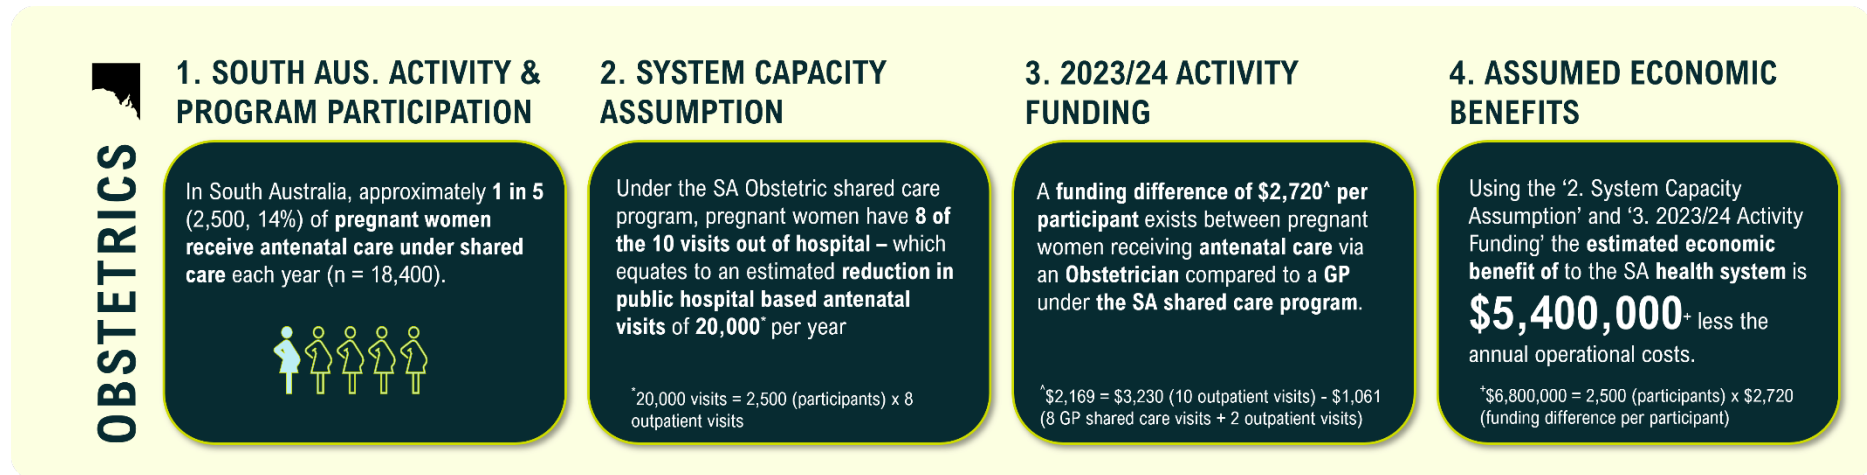 OBSTETRICS
1. SOUTH AUS. ACTIVITY &
PROGRAM PARTICIPATION
In South Australia, approximately 1 in 5
(2,500, 14%) of pregnant women
receive antenatal care under shared
care each year (n = 18,400).
2. SYSTEM CAPACITY
ASSUMPTION
Under the SA Obstetric shared care
program, pregnant women have 8 of
the 10 visits out of hospital – which
equates to an estimated reduction in
public hospital based antenatal
visits of 20,000* per year
*20,000 visits = 2,500 (participants) x 8
outpatient visits
3. 2023/24 ACTIVITY
FUNDING
A funding difference of $2,720^ per
participant exists between pregnant
women receiving antenatal care via
an Obstetrician compared to a GP
under the SA shared care program.
^$2,169 = $3,230 (10 outpatient visits) - $1,061
(8 GP shared care visits + 2 outpatient visits)
4. ASSUMED ECONOMIC
BENEFITS
Using the ‘2. System Capacity
Assumption’ and ‘3. 2023/24 Activity
Funding’ the estimated economic
benefit of to the SA health system is
$5,400,000+ less the
annual operational costs.
+$6,800,000 = 2,500 (participants) x $2,720
(funding difference per participant)